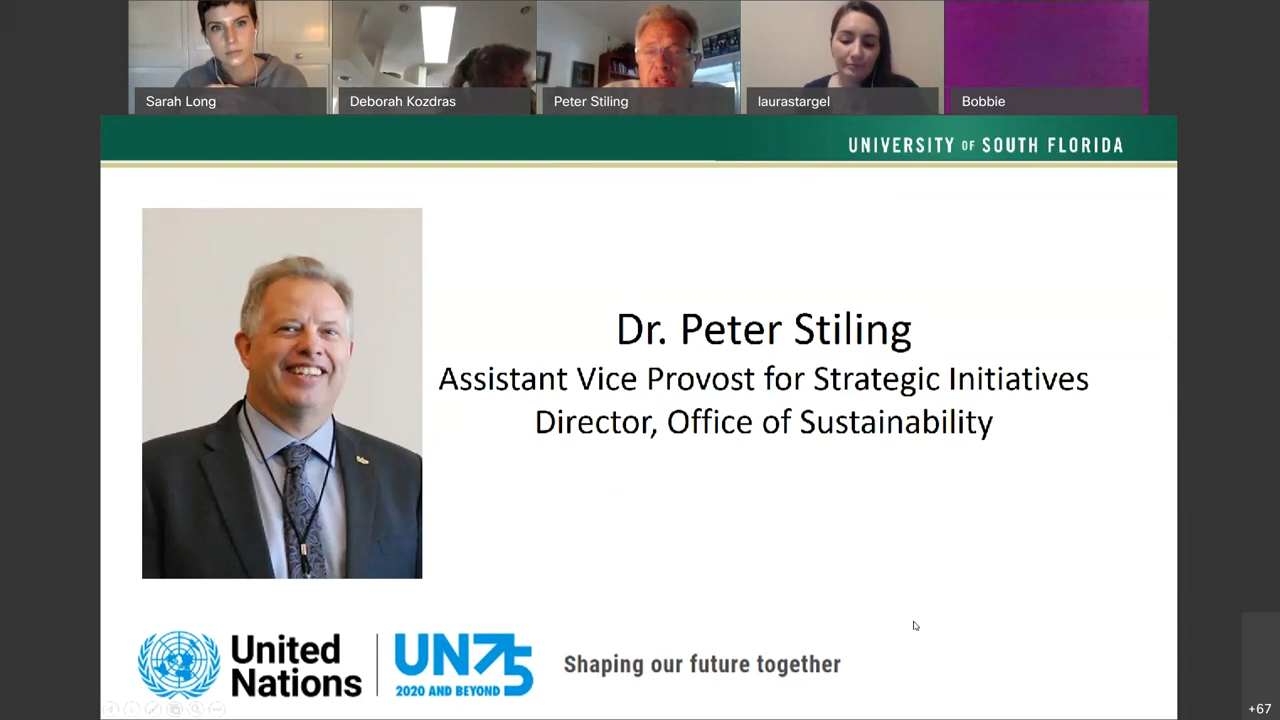 Sarah Long
Deborah Kozdras
Peter Stiling
laurastargel
Bobbie
UNIVERSITY OF SOUTH FLORIDA
Dr. Peter Stiling
Assistant Vice Provost for Strategic Initiatives
Director, Office of Sustainability
United
Nations
UN75
2020 AND BEYOND
Shaping our future together
+67